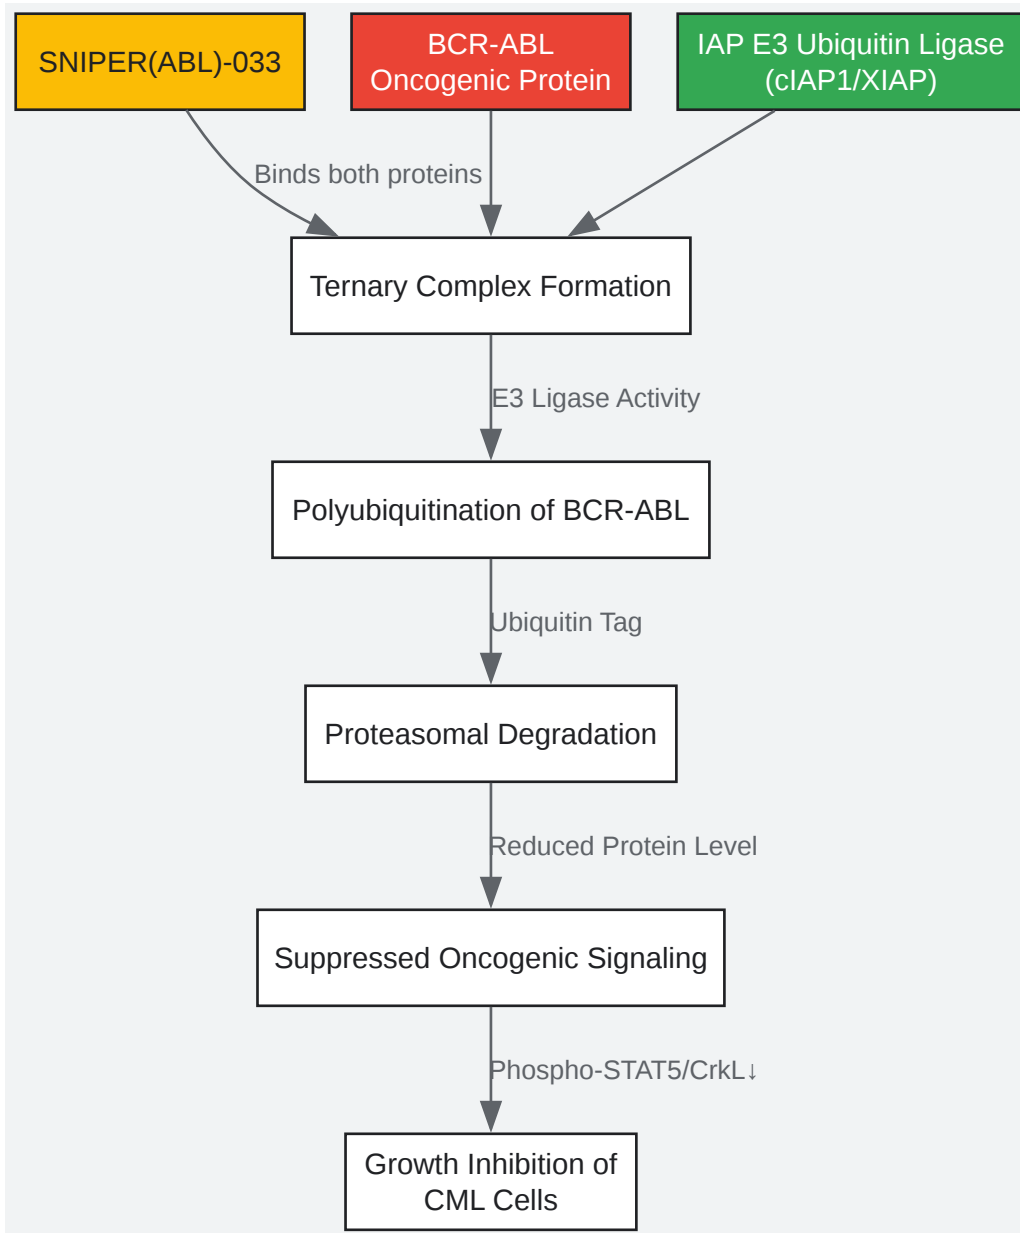 SNIPER(ABL)-033
BCR-ABL
Oncogenic Protein
IAP E3 Ubiquitin Ligase
(cIAP1/XIAP)
Binds both proteins
Ternary Complex Formation
E3 Ligase Activity
Polyubiquitination of BCR-ABL
Ubiquitin Tag
Proteasomal Degradation
Reduced Protein Level
Suppressed Oncogenic Signaling
Phospho-STAT5/CrkL↓
Growth Inhibition of
CML Cells